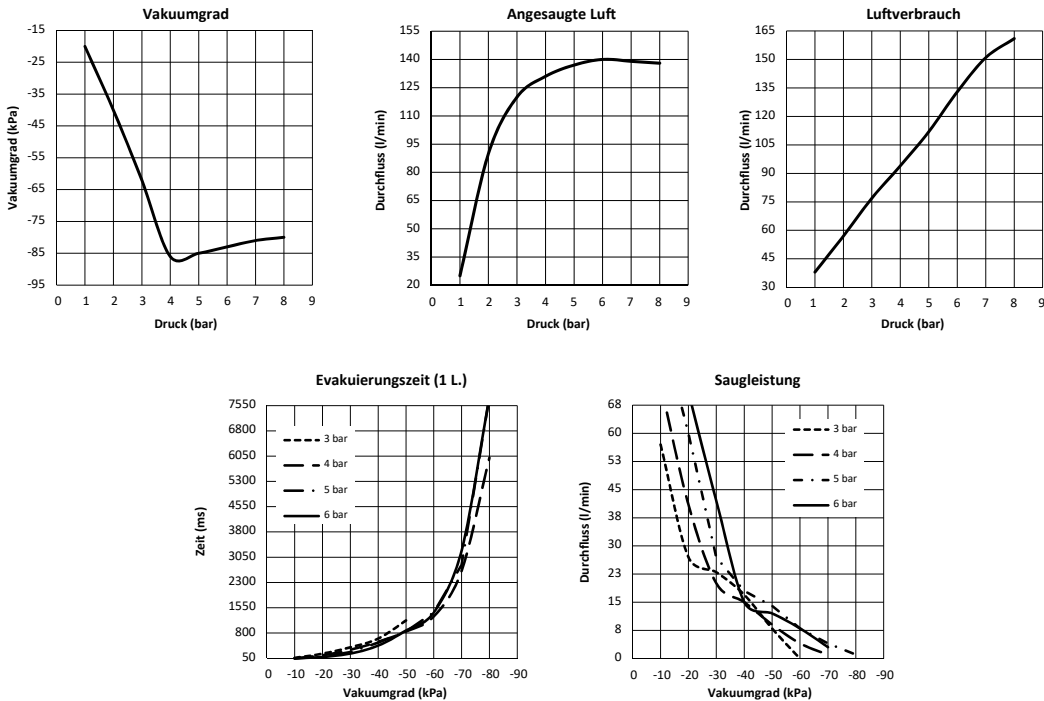 Vakuumgrad
-15
-25
-35
-45
-55
-65
-75
-85
-95
Vakuumgrad (kPa)
0 1 2 3 4 5 6 7 8 9
Druck (bar)
Angesaugte Luft
155
140
125
110
95
80
65
50
35
20
Durchfluss (l/min)
0 1 2 3 4 5 6 7 8 9
Druck (bar)
Luftverbrauch
165
150
135
120
105
90
75
60
45
30
Durchfluss (l/min)
0 1 2 3 4 5 6 7 8 9
Druck (bar)
Evakuierungszeit (1 L.)
7550
6800
6050
5300
4550
3800
3050
2300
1550
800
50
Zeit (ms)
3 bar
4 bar
5 bar
6 bar
0 -10 -20 -30 -40 -50 -60 -70 -80 -90
Vakuumgrad (kPa)
Saugleistung
68
60
53
45
38
30
23
15
8
0
Durchfluss (l/min)
3 bar
4 bar
5 bar
6 bar
0 -10 -20 -30 -40 -50 -60 -70 -80 -90
Vakuumgrad (kPa)